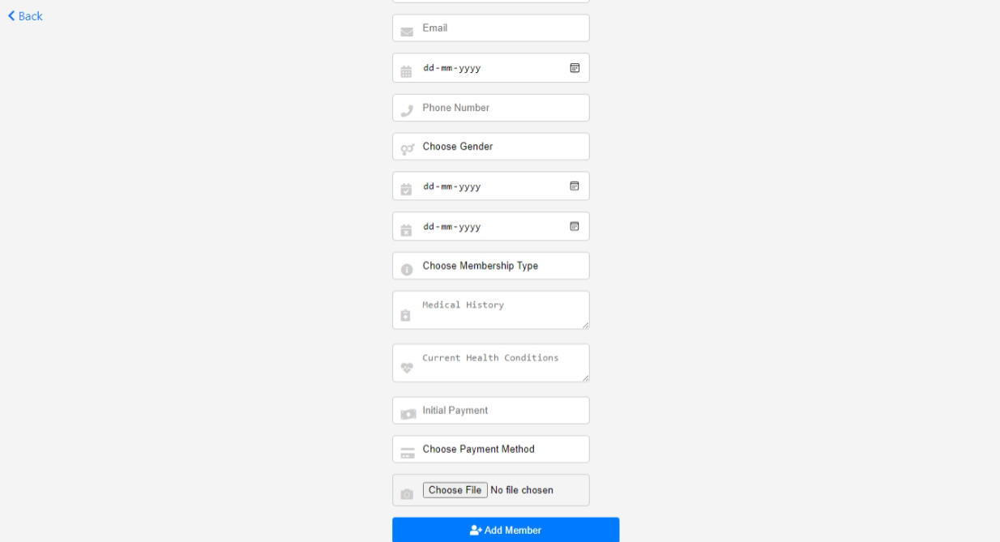 Back
Email
dd-mm-yyyy
Phone Number
Choose Gender
dd-mm-yyyy
dd-mm-yyyy
Choose Membership Type
Medical History
Current Health Conditions
Initial Payment
Choose Payment Method
Choose File No file chosen
Add Member